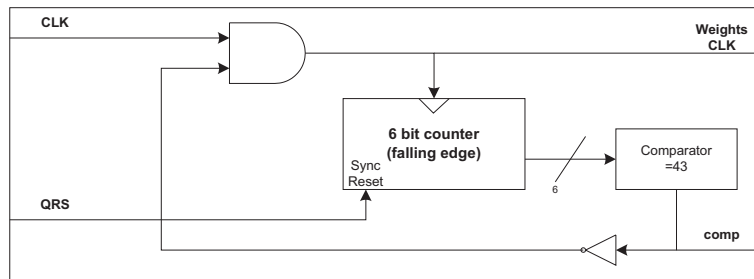 CLK
Weights
CLK
6 bit counter
(falling edge)
Sync
Reset
Comparator
=43
6
QRS
comp